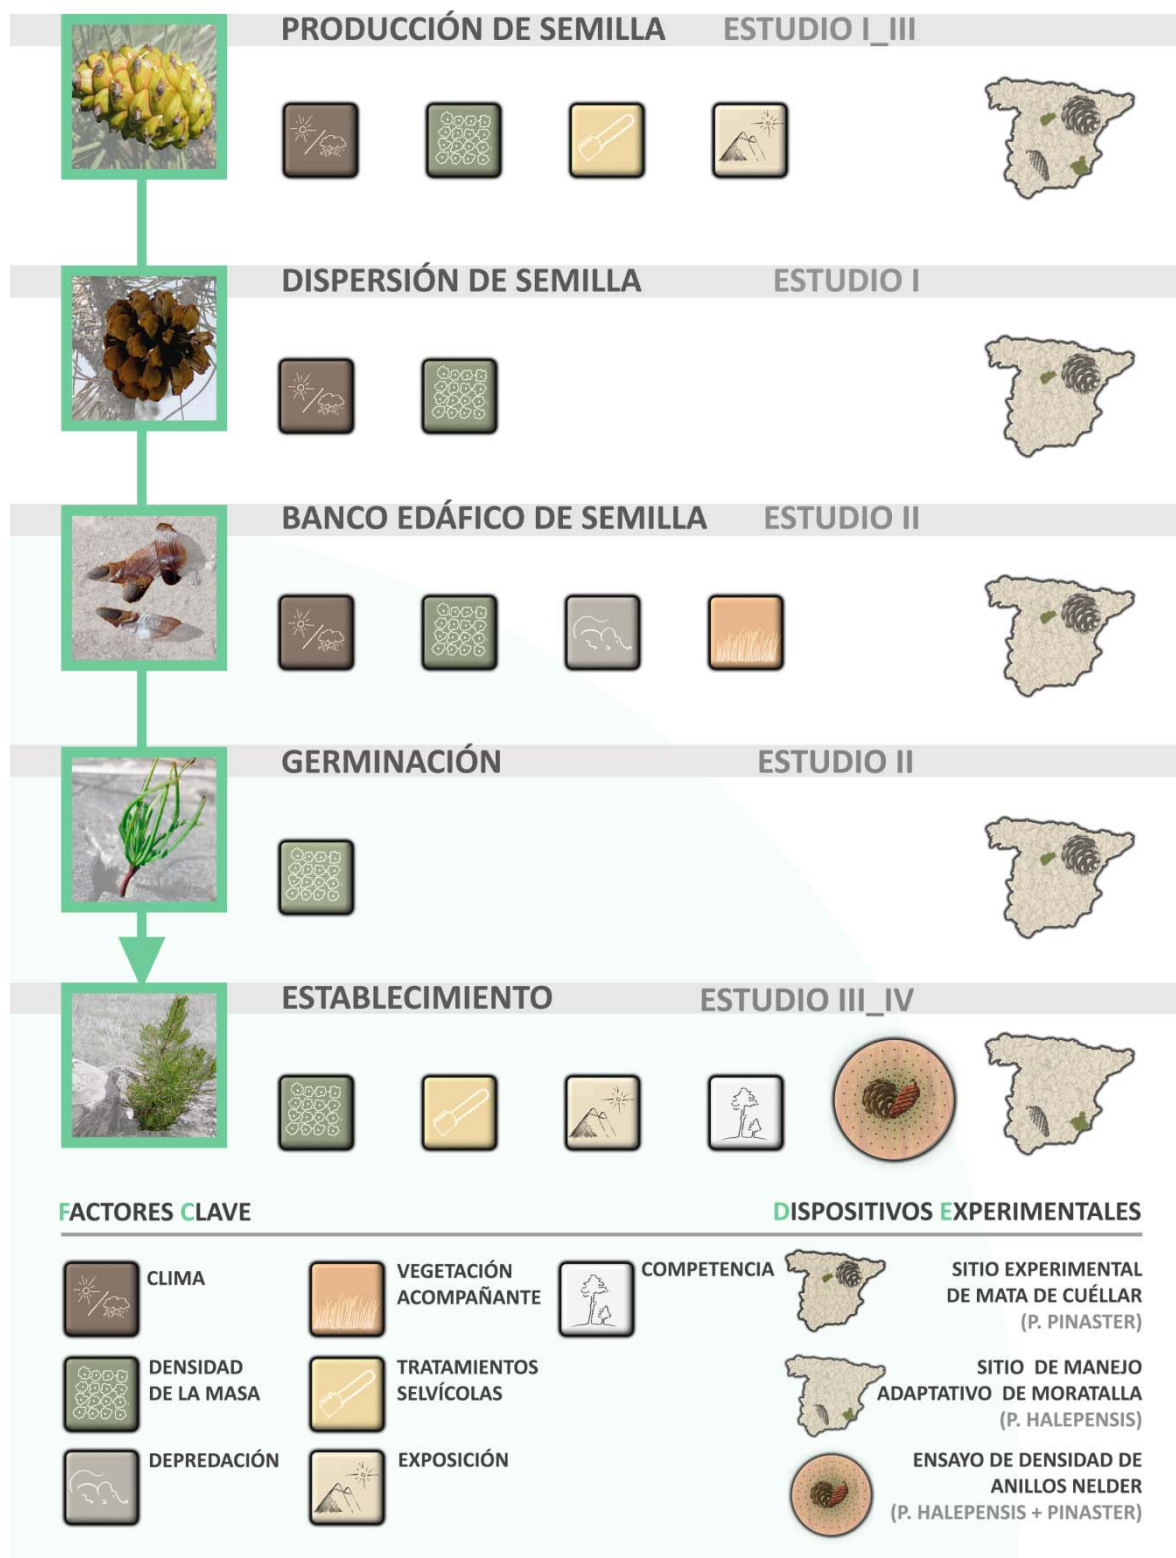 PRODUCCIÓN DE SEMILLA ESTUDIO I_III
DISPERSIÓN DE SEMILLA ESTUDIO I
BANCO EDÁFICO DE SEMILLA ESTUDIO II
GERMINACIÓN ESTUDIO II
ESTABLECIMIENTO ESTUDIO III_IV
FACTORES CLAVE
CLIMA
VEGETACIÓN
ACOMPAÑANTE
COMPETENCIA
DENSIDAD
DE LA MASA
TRATAMIENTOS
SELVÍCOLAS
DEPREDACIÓN
EXPOSICIÓN
DISPOSITIVOS EXPERIMENTALES
SITIO EXPERIMENTAL
DE MATA DE CUÉLLAR
(P. PINASTER)
SITIO DE MANEJO
ADAPTATIVO DE MORATALLA
(P. HALEPENSIS)
ENSAYO DE DENSIDAD DE
ANILLOS NELDER
(P. HALEPENSIS + PINASTER)